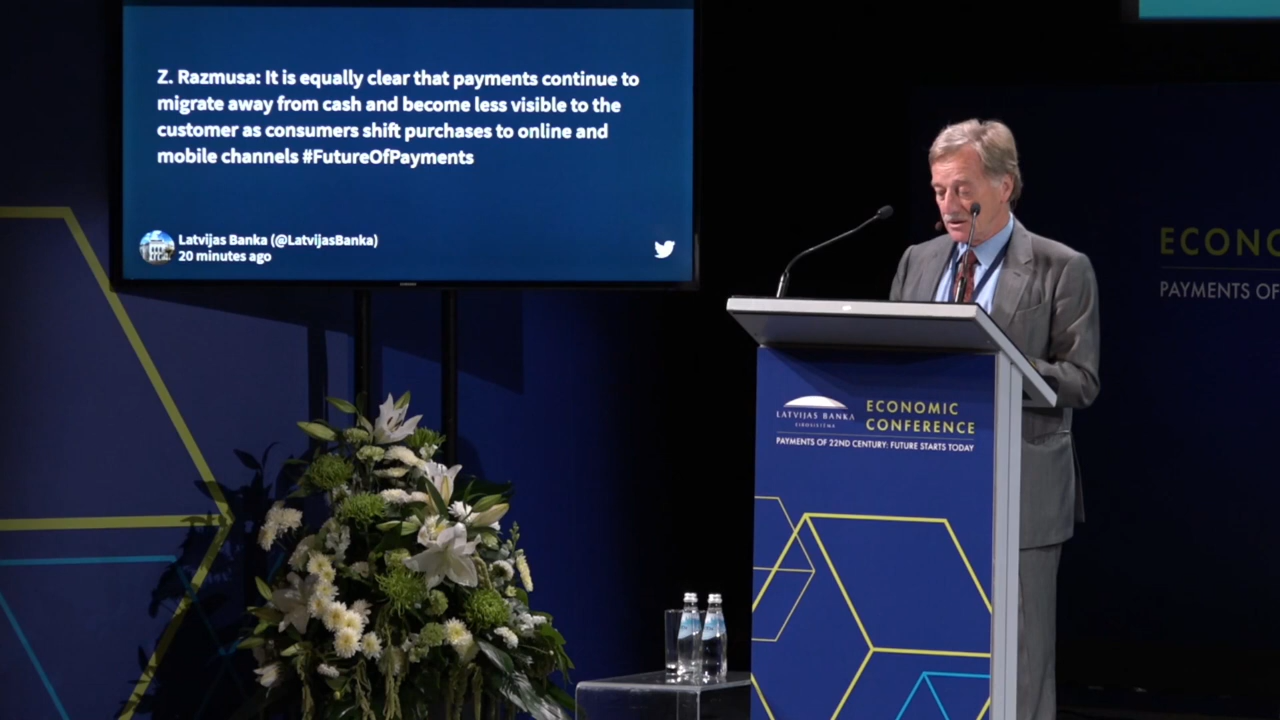 Z. Razmusa: It is equally clear that payments continue to
migrate away from cash and become less visible to the
customer as consumers shift purchases to online and
mobile channels #FutureOfPayments
Latvijas Banka (@LatvijasBanka)
20 minutes ago
ECONO
PAYMENTS OF
LATVIJAS BANKA
EIROSISTĒMA
ECONOMIC
CONFERENCE
PAYMENTS OF 22ND CENTURY: FUTURE STARTS TODAY